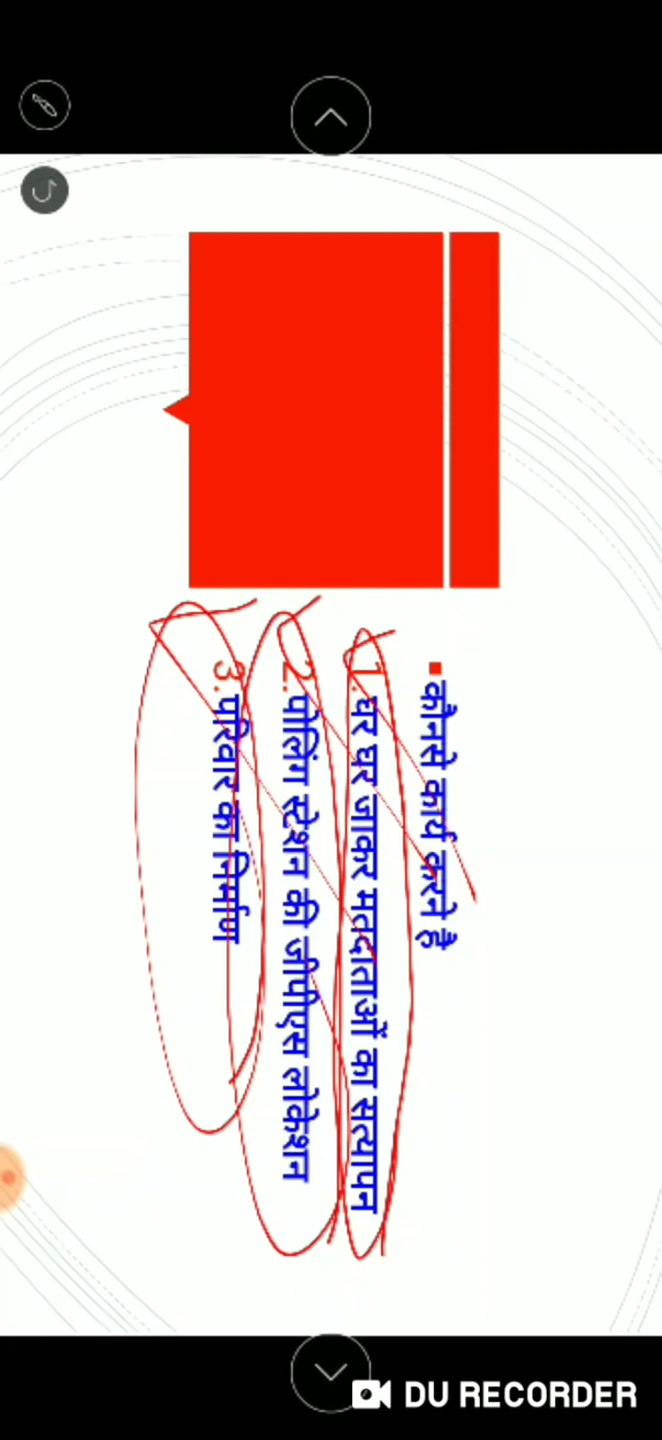 कौनसे कार्य करने है
1. घर घर जाकर मतदाताओं का सत्यापन
2. पोलिंग स्टेशन की जीपीएस लोकेशन
3. परिवार का निर्माण
DU RECORDER